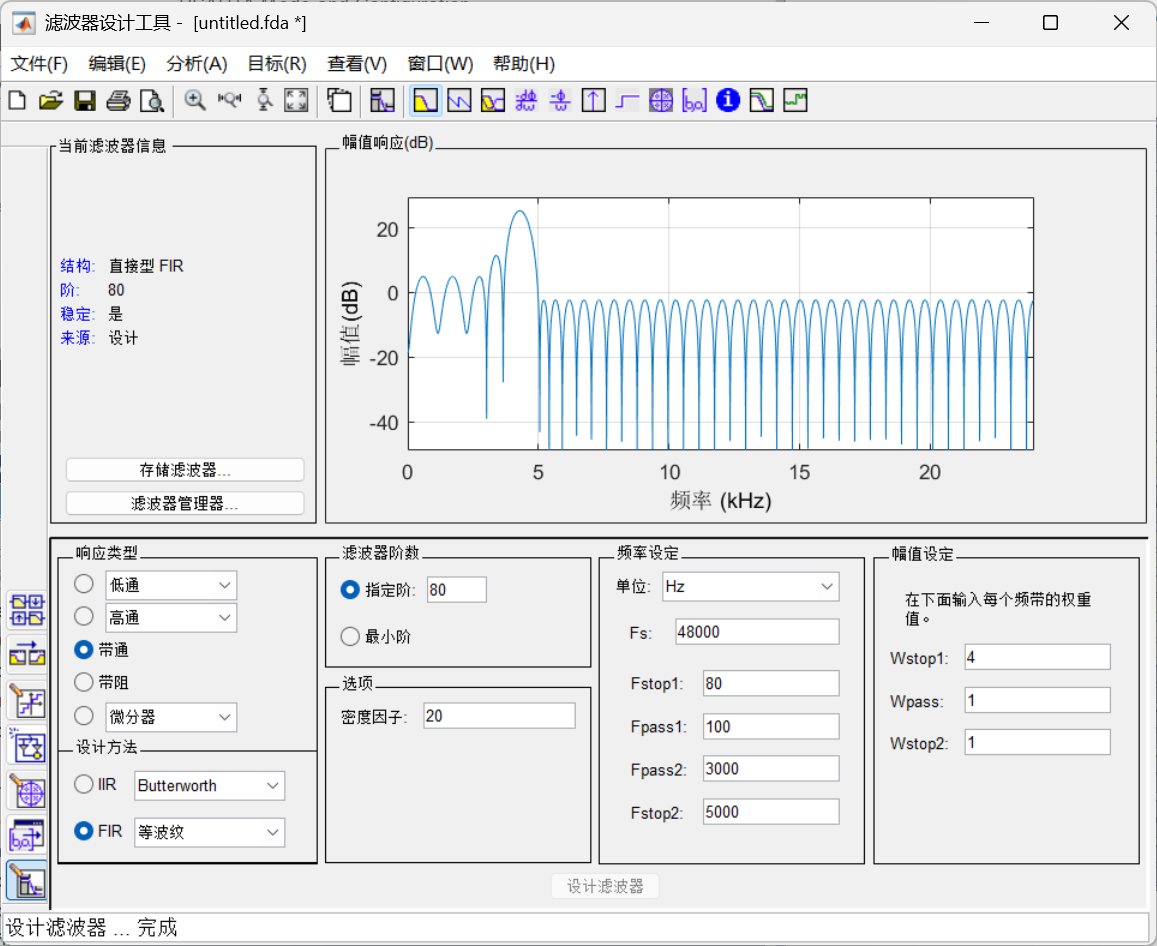 滤波器设计工具 - [untitled.fda *]
文件(F) 编辑(E) 分析(A) 目标(R) 查看(V) 窗口(W) 帮助(H)
当前滤波器信息
结构: 直接型 FIR
阶: 80
稳定: 是
来源: 设计
存储滤波器...
滤波器管理器...
幅值响应(dB)
幅值(dB)
20
0
-20
-40
0 5 10 15 20
频率 (kHz)
响应类型
低通
高通
带通
带阻
微分器
设计方法
IIR Butterworth
FIR 等波纹
滤波器阶数
指定阶: 80
最小阶
选项
密度因子: 20
频率设定
单位: Hz
Fs: 48000
Fstop1: 80
Fpass1: 100
Fpass2: 3000
Fstop2: 5000
幅值设定
在下面输入每个频带的权重
值。
Wstop1: 4
Wpass: 1
Wstop2: 1
设计滤波器
设计滤波器 ... 完成